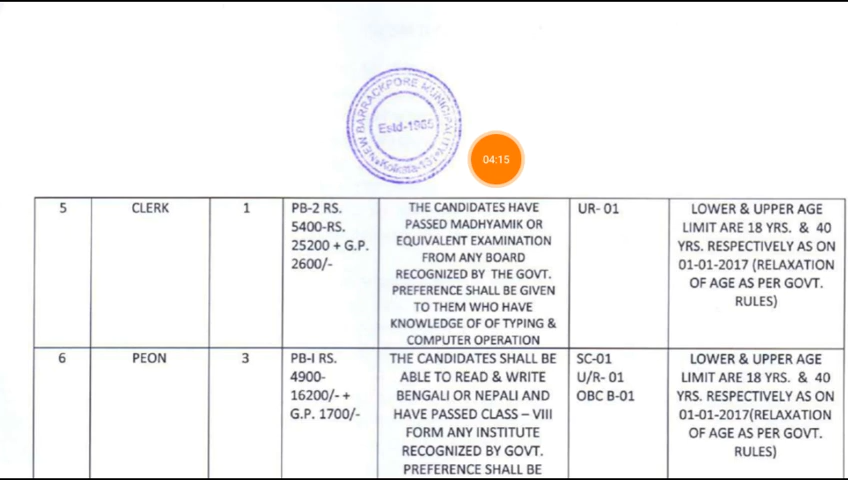 NEW BARRACKPORE MUNICIPALITY
Estd-1965
Kolkata-131
04:15
5 CLERK 1 PB-2 RS. 5400-RS. 25200 + G.P. 2600/- THE CANDIDATES HAVE PASSED MADHYAMIK OR EQUIVALENT EXAMINATION FROM ANY BOARD RECOGNIZED BY THE GOVT. PREFERENCE SHALL BE GIVEN TO THEM WHO HAVE KNOWLEDGE OF OF TYPING & COMPUTER OPERATION UR- 01 LOWER & UPPER AGE LIMIT ARE 18 YRS. & 40 YRS. RESPECTIVELY AS ON 01-01-2017 (RELAXATION OF AGE AS PER GOVT. RULES)
6 PEON 3 PB-I RS. 4900- 16200/- + G.P. 1700/- THE CANDIDATES SHALL BE ABLE TO READ & WRITE BENGALI OR NEPALI AND HAVE PASSED CLASS – VIII FORM ANY INSTITUTE RECOGNIZED BY GOVT. PREFERENCE SHALL BE SC-01 U/R- 01 OBC B-01 LOWER & UPPER AGE LIMIT ARE 18 YRS. & 40 YRS. RESPECTIVELY AS ON 01-01-2017(RELAXATION OF AGE AS PER GOVT. RULES)